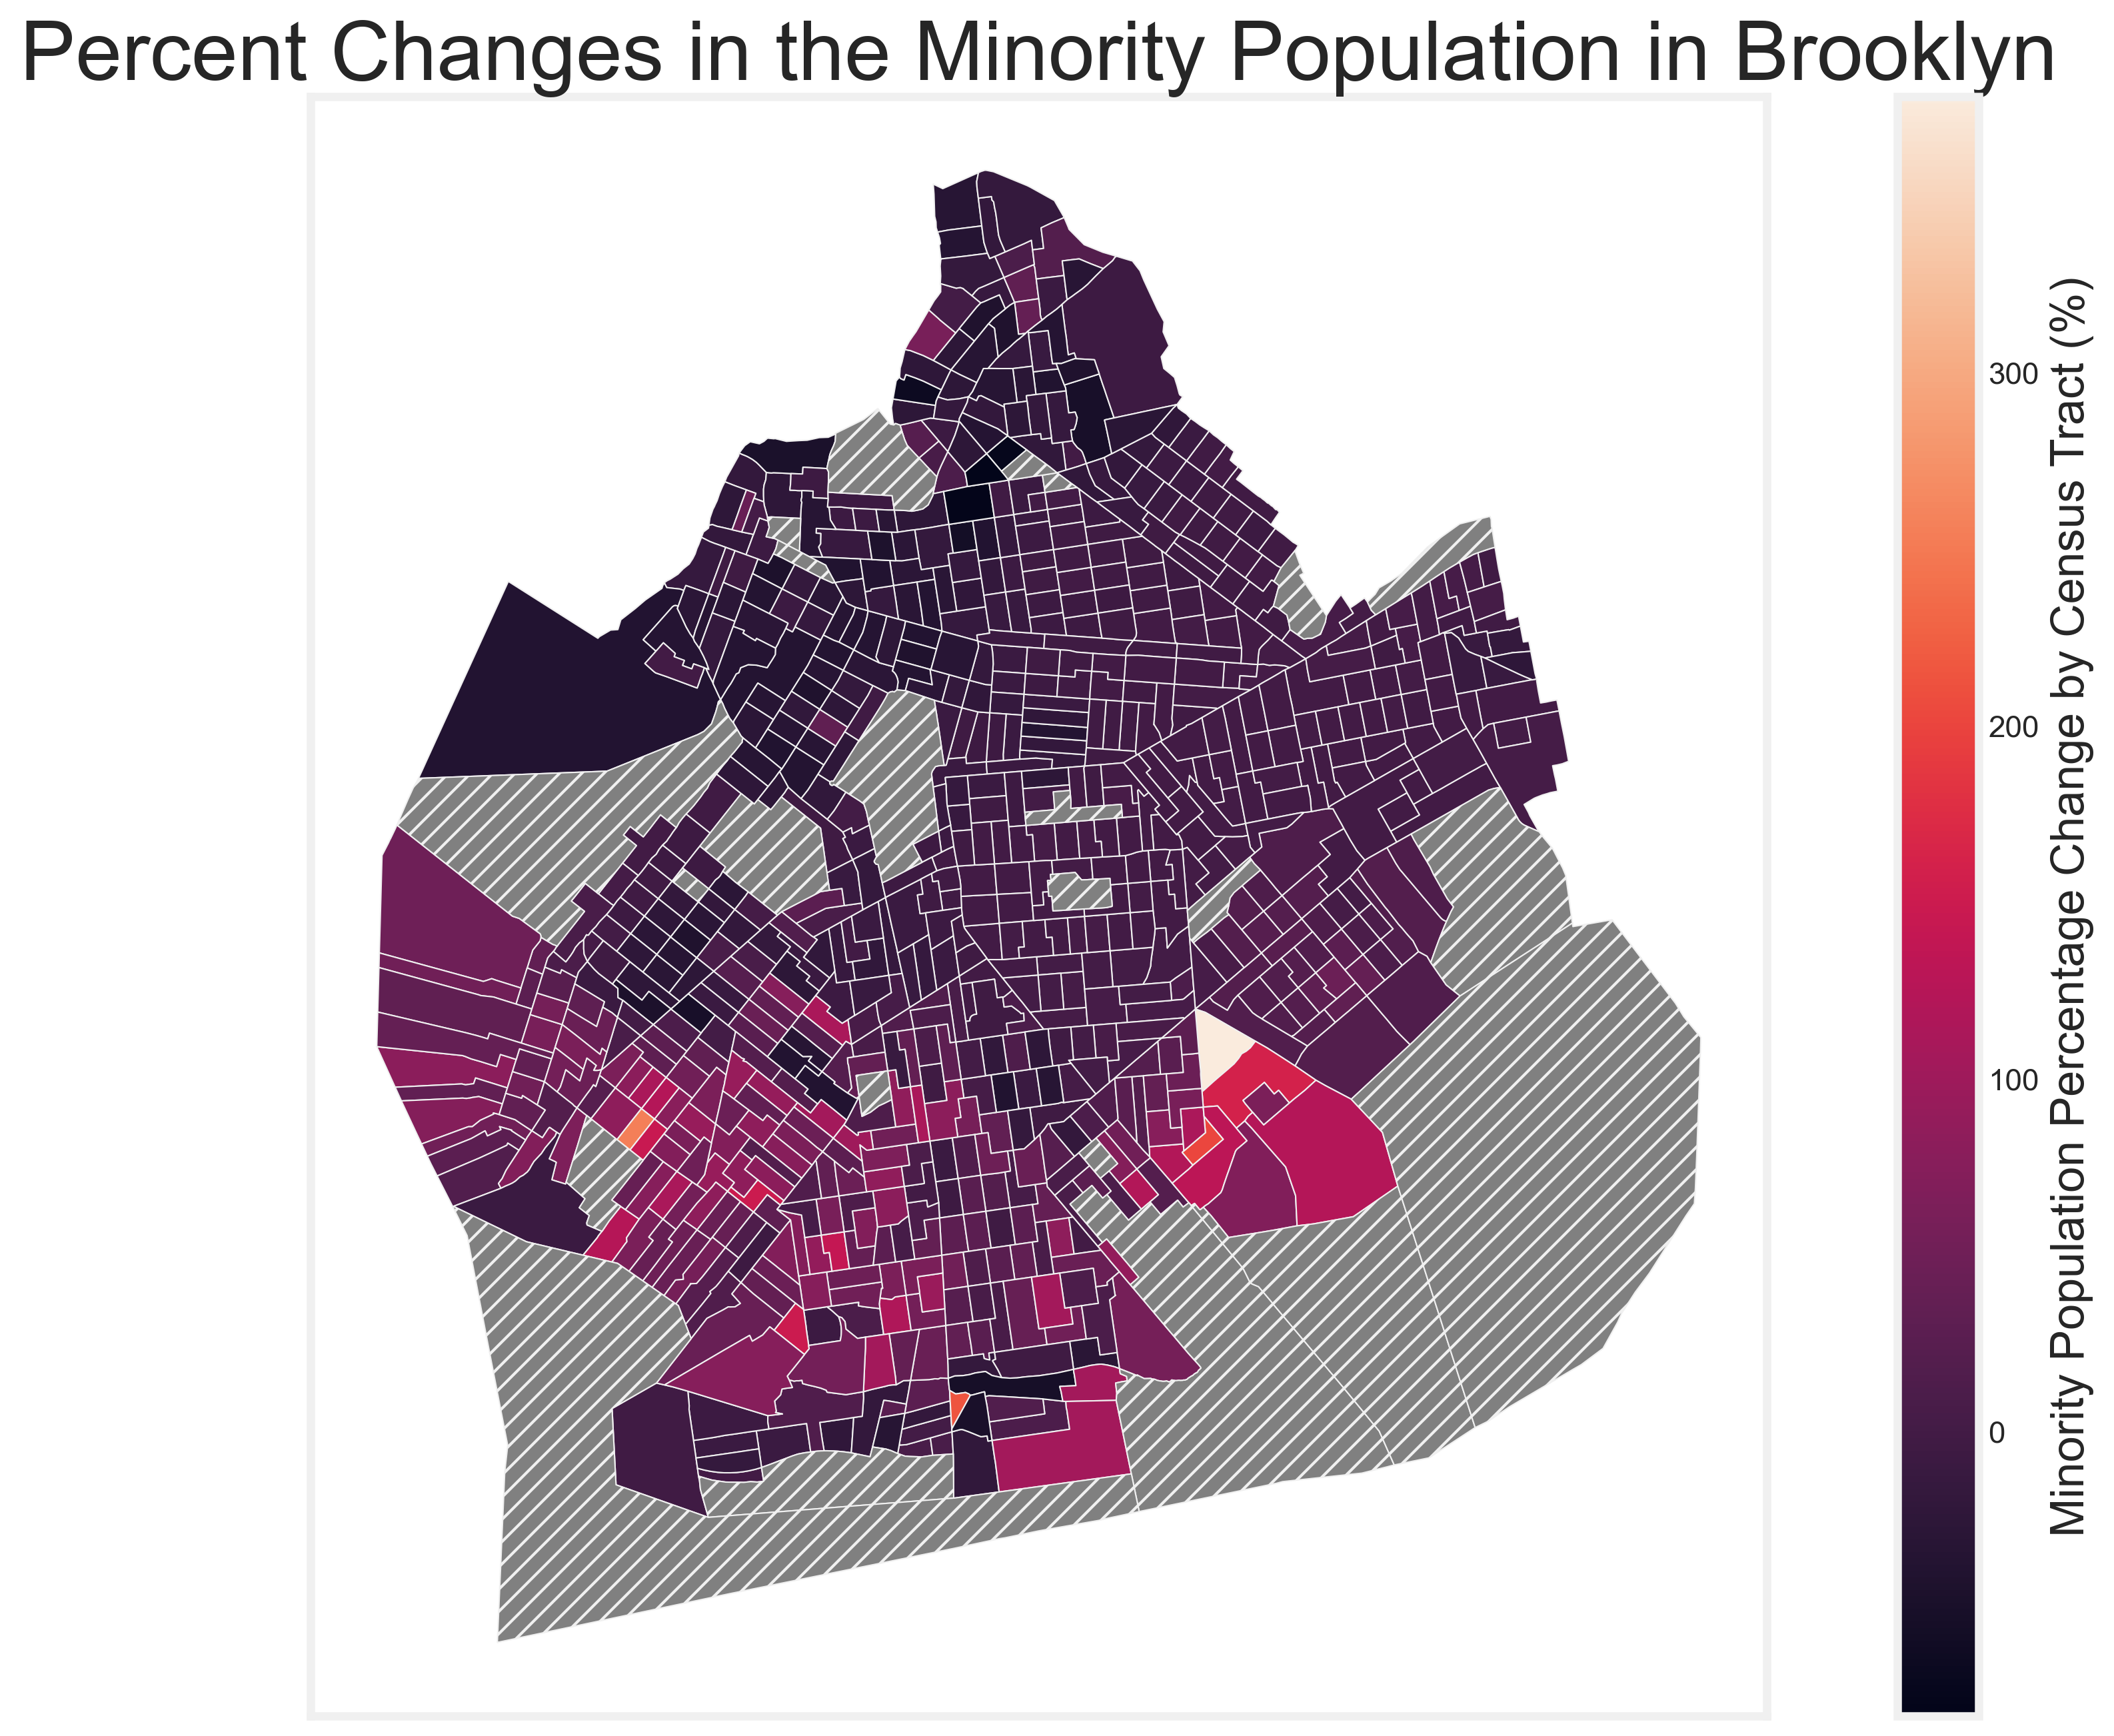 Percent Changes in the Minority Population in Brooklyn
300
200
100
0
Minority Population Percentage Change by Census Tract (%)